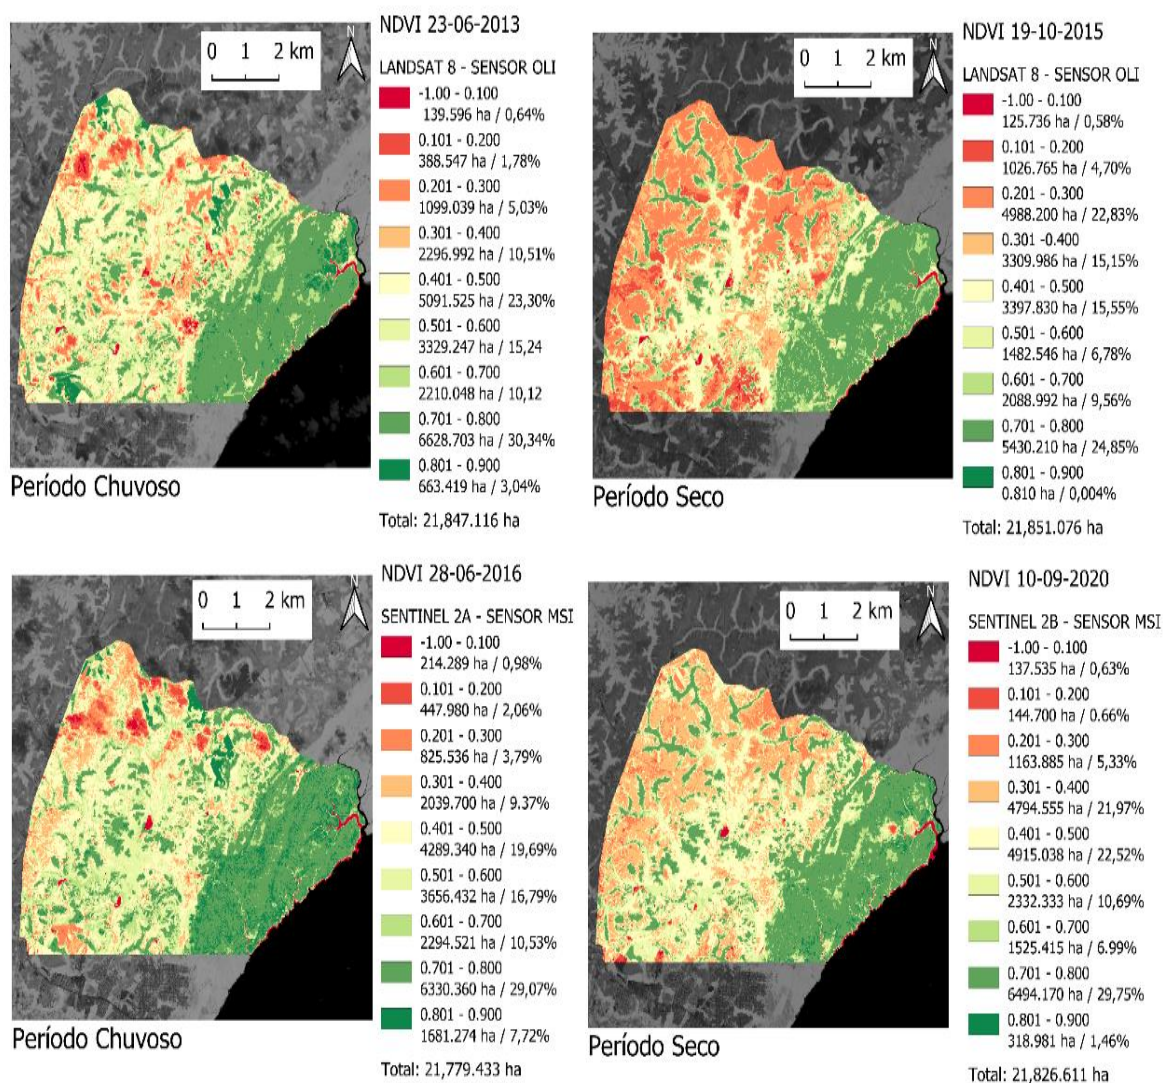 NDVI 23-06-2013
0 1 2 km
N
LANDSAT 8 - SENSOR OLI
-1.00 - 0.100
139.596 ha / 0,64%
0.101 - 0.200
388.547 ha / 1,78%
0.201 - 0.300
1099.039 ha / 5,03%
0.301 - 0.400
2296.992 ha / 10,51%
0.401 - 0.500
5091.525 ha / 23,30%
0.501 - 0.600
3329.247 ha / 15,24
0.601 - 0.700
2210.048 ha / 10,12
0.701 - 0.800
6628.703 ha / 30,34%
0.801 - 0.900
663.419 ha / 3,04%
Período Chuvoso
Total: 21,847.116 ha
NDVI 19-10-2015
0 1 2 km
N
LANDSAT 8 - SENSOR OLI
-1.00 - 0.100
125.736 ha / 0,58%
0.101 - 0.200
1026.765 ha / 4,70%
0.201 - 0.300
4988.200 ha / 22,83%
0.301 -0.400
3309.986 ha / 15,15%
0.401 - 0.500
3397.830 ha / 15,55%
0.501 - 0.600
1482.546 ha / 6,78%
0.601 - 0.700
2088.992 ha / 9,56%
0.701 - 0.800
5430.210 ha / 24,85%
0.801 - 0.900
0.810 ha / 0,004%
Período Seco
Total: 21,851.076 ha
NDVI 28-06-2016
0 1 2 km
N
SENTINEL 2A - SENSOR MSI
-1.00 - 0.100
214.289 ha / 0,98%
0.101 - 0.200
447.980 ha / 2,06%
0.201 - 0.300
825.536 ha / 3,79%
0.301 - 0.400
2039.700 ha / 9.37%
0.401 - 0.500
4289.340 ha / 19,69%
0.501 - 0.600
3656.432 ha / 16,79%
0.601 - 0.700
2294.521 ha / 10,53%
0.701 - 0.800
6330.360 ha / 29,07%
0.801 - 0.900
1681.274 ha / 7,72%
Período Chuvoso
Total: 21,779.433 ha
NDVI 10-09-2020
0 1 2 km
N
SENTINEL 2B - SENSOR MSI
-1.00 - 0.100
137.535 ha / 0,63%
0.101 - 0.200
144.700 ha / 0.66%
0.201 - 0.300
1163.885 ha / 5,33%
0.301 - 0.400
4794.555 ha / 21,97%
0.401 - 0.500
4915.038 ha / 22,52%
0.501 - 0.600
2332.333 ha / 10,69%
0.601 - 0.700
1525.415 ha / 6.99%
0.701 - 0.800
6494.170 ha / 29,75%
0.801 - 0.900
318.981 ha / 1,46%
Período Seco
Total: 21,826.611 ha